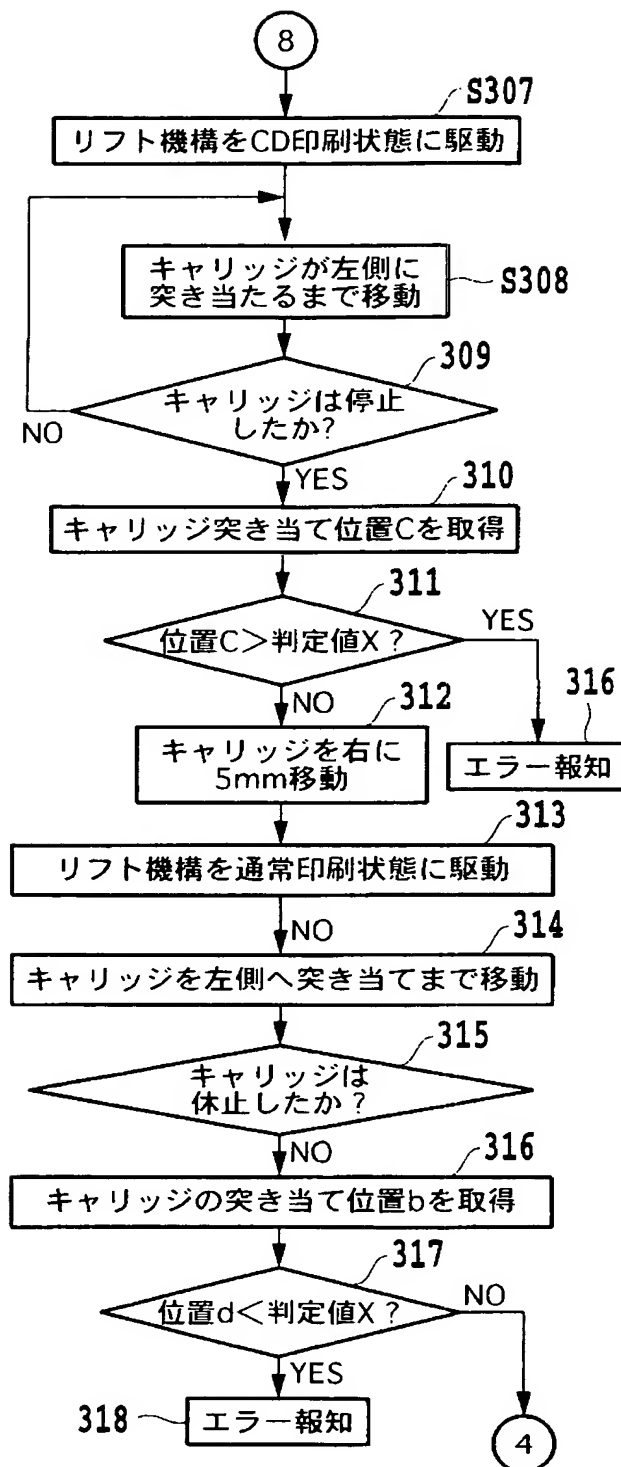 8
S307
リフト機構をCD印刷状態に駆動
キャリッジが左側に
突き当たるまで移動
S308
309
キャリッジは停止
したか?
NO
YES
310
キャリッジ突き当て位置Cを取得
311
位置C>判定値X?
YES
NO
312
316
キャリッジを右に
5mm移動
エラー報知
313
リフト機構を通常印刷状態に駆動
NO
314
キャリッジを左側へ突き当てまで移動
315
キャリッジは
休止したか?
NO
316
キャリッジの突き当て位置bを取得
317
位置d<判定値X?
NO
YES
318
エラー報知
4